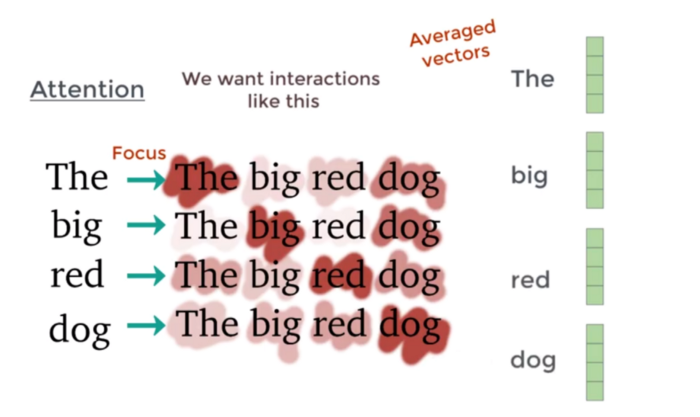 Attention
We want interactions
like this
Averaged
vectors
Focus
The → The big red dog
big → The big red dog
red → The big red dog
dog → The big red dog
The
big
red
dog